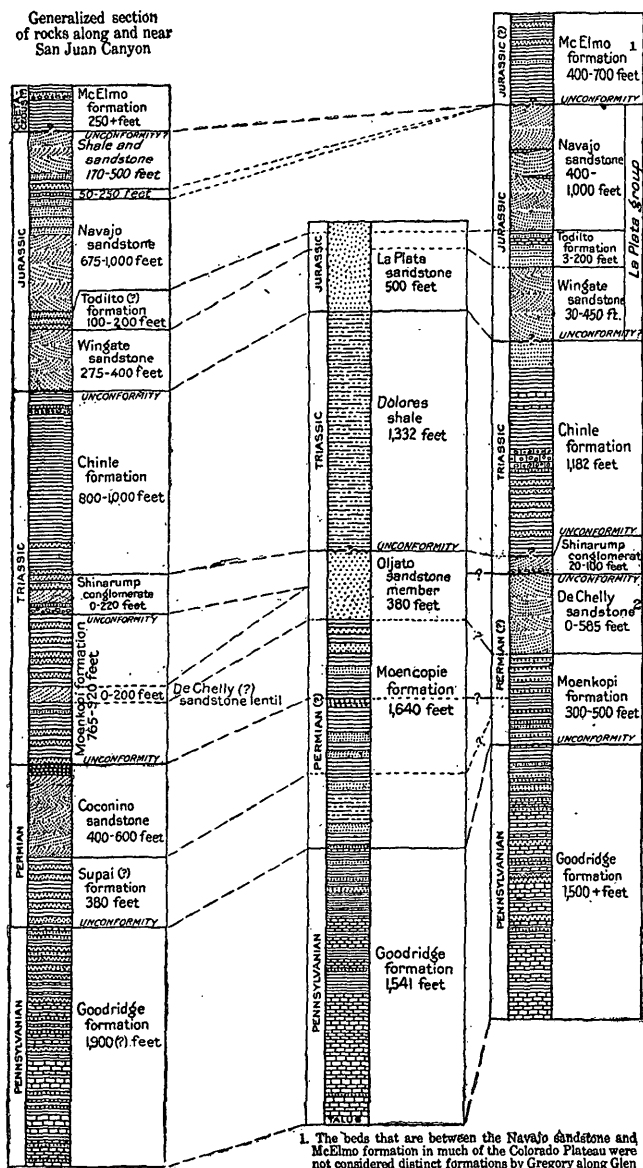 Generalized section
of rocks along and near
San Juan Canyon
McElmo
formation
250+feet
UNCONFORMITY?
Shale and
sandstone
170-500 feet
50-250 feet
JURASSIC
Navajo
sandstone
675-1,000 feet
Todilto (?)
formation
100-200 feet
Wingate
sandstone
275-400 feet
UNCONFORMITY
TRIASSIC
Chinle
formation
800-1,000 feet
Shinarump
conglomerate
0-220 feet
UNCONFORMITY
Moenkopi formation
765-920 feet
0-200 feet
De Chelly (?)
sandstone lentil
UNCONFORMITY
PERMIAN
Coconino
sandstone
400-600 feet
Supai (?)
formation
380 feet
UNCONFORMITY
PENNSYLVANIAN
Goodridge
formation
1,900(?) feet
JURASSIC
La Plata
sandstone
500 feet
TRIASSIC
Dolores
shale
1,332 feet
UNCONFORMITY
Oljato
sandstone
member
380 feet
PERMIAN (?)
Moencopie
formation
1,640 feet
PENNSYLVANIAN
Goodridge
formation
1,541 feet
TALUS
JURASSIC (?)
McElmo 1
formation
400-700 feet
UNCONFORMITY
JURASSIC
Navajo
sandstone
400-
1,000 feet
La Plata group
Todilto
formation
3-200 feet
Wingate
sandstone
30-450 ft.
UNCONFORMITY?
TRIASSIC
Chinle
formation
1,182 feet
UNCONFORMITY
?
Shinarump
conglomerat
20-100 feet
?
UNCONFORMITY
De Chelly
sandstone 2
0-585 feet
PERMIAN (?)
?
Moenkopi
formation
300-500 feet
?
?
UNCONFORMITY
PENNSYLVANIAN
Goodridge
formation
1,500+feet
1. The beds that are between the Navajo sandstone and
McElmo formation in much of the Colorado Plateau were
not considered distinct formations by Gregory along Glen